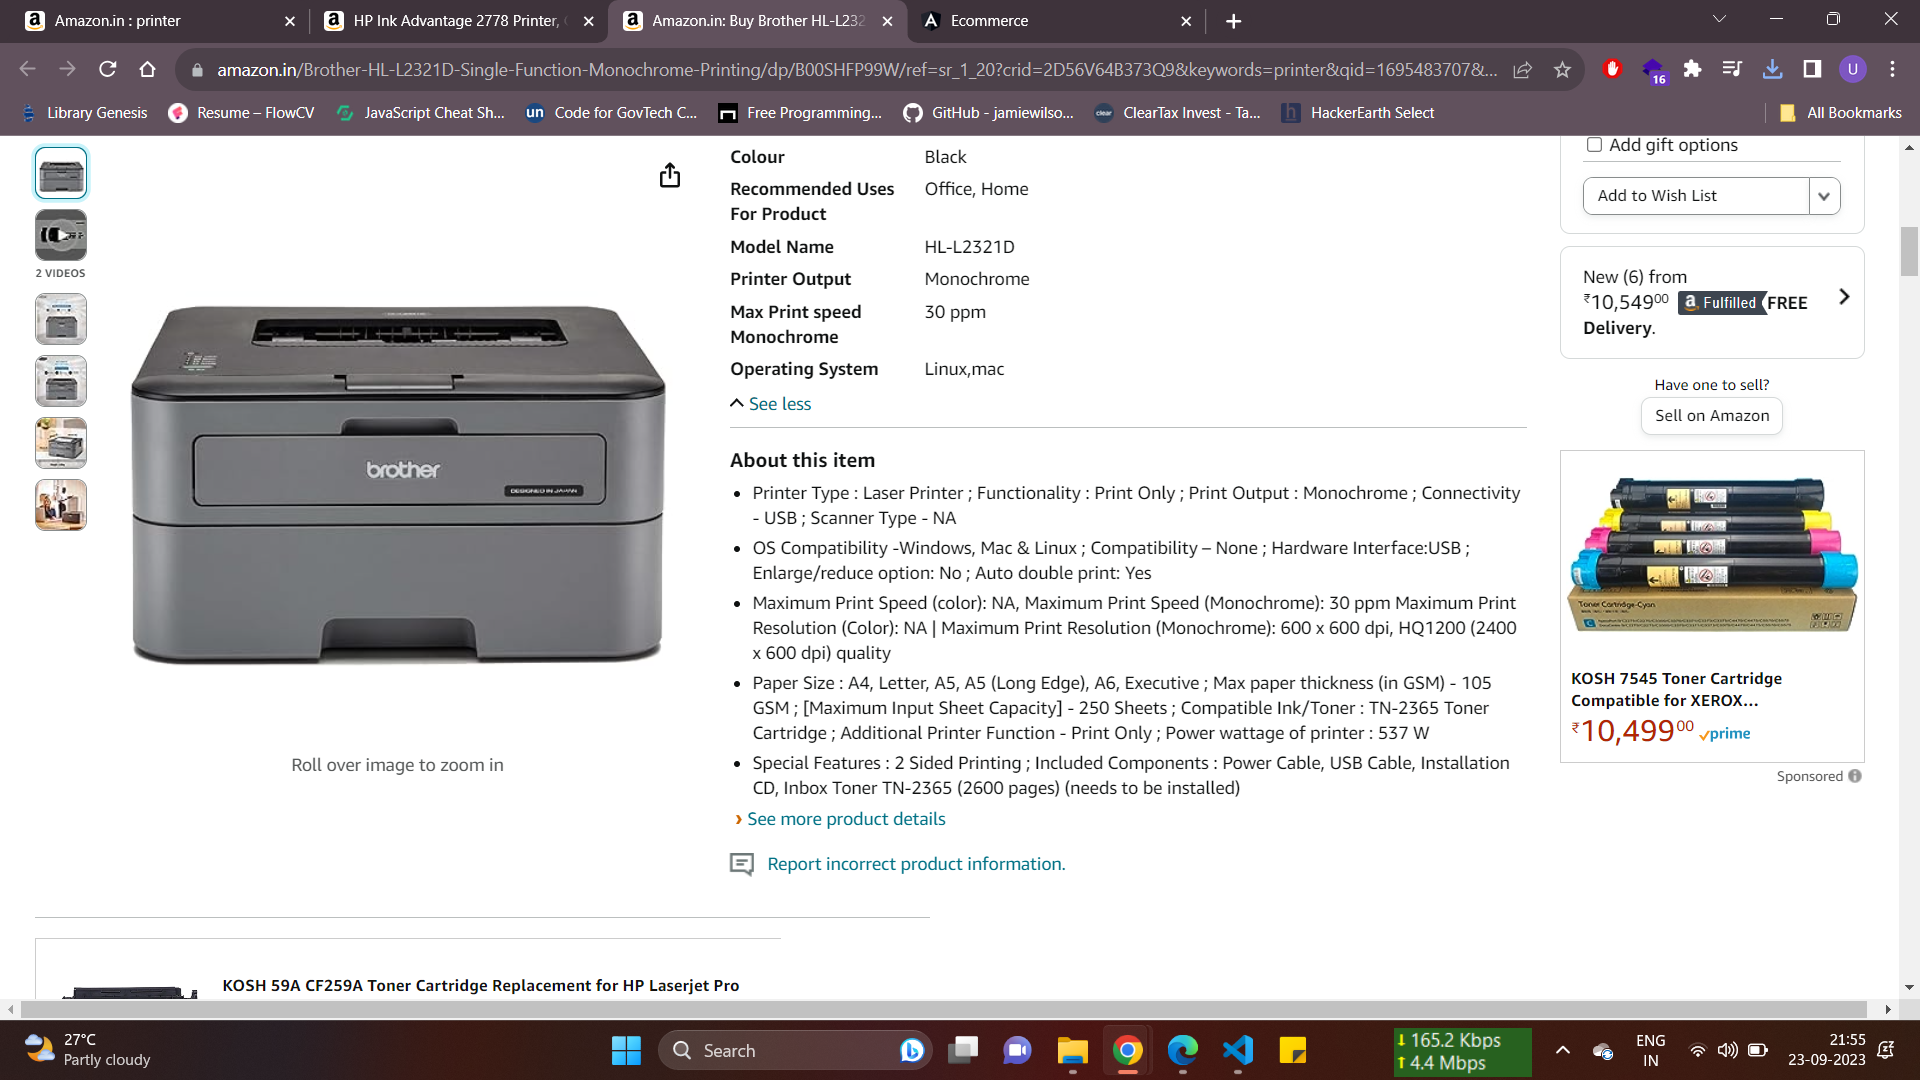 Amazon.in : printer
HP Ink Advantage 2778 Printer,
Amazon.in: Buy Brother HL-L232
Ecommerce
amazon.in/Brother-HL-L2321D-Single-Function-Monochrome-Printing/dp/B00SHFP99W/ref=sr_1_20?crid=2D56V64B373Q9&keywords=printer&qid=1695483707&...
16
U
Library Genesis
Resume – FlowCV
JavaScript Cheat Sh...
un
Code for GovTech C...
Free Programming...
GitHub - jamiewilso...
clear
ClearTax Invest - Ta...
h
HackerEarth Select
All Bookmarks
2 VIDEOS
brother
DESIGNED IN JAPAN
Roll over image to zoom in
Colour Black
Recommended Uses Office, Home
For Product
Model Name HL-L2321D
Printer Output Monochrome
Max Print speed 30 ppm
Monochrome
Operating System Linux,mac
See less
About this item
• Printer Type : Laser Printer ; Functionality : Print Only ; Print Output : Monochrome ; Connectivity
- USB ; Scanner Type - NA
• OS Compatibility -Windows, Mac & Linux ; Compatibility – None ; Hardware Interface:USB ;
Enlarge/reduce option: No ; Auto double print: Yes
• Maximum Print Speed (color): NA, Maximum Print Speed (Monochrome): 30 ppm Maximum Print
Resolution (Color): NA | Maximum Print Resolution (Monochrome): 600 x 600 dpi, HQ1200 (2400
x 600 dpi) quality
• Paper Size : A4, Letter, A5, A5 (Long Edge), A6, Executive ; Max paper thickness (in GSM) - 105
GSM ; [Maximum Input Sheet Capacity] - 250 Sheets ; Compatible Ink/Toner : TN-2365 Toner
Cartridge ; Additional Printer Function - Print Only ; Power wattage of printer : 537 W
• Special Features : 2 Sided Printing ; Included Components : Power Cable, USB Cable, Installation
CD, Inbox Toner TN-2365 (2600 pages) (needs to be installed)
› See more product details
Report incorrect product information.
Add gift options
Add to Wish List
New (6) from
₹10,54900 a Fulfilled FREE
Delivery.
Have one to sell?
Sell on Amazon
Toner Cartridge-Cyan
C
KOSH 7545 Toner Cartridge
Compatible for XEROX...
₹10,49900 prime
Sponsored
KOSH 59A CF259A Toner Cartridge Replacement for HP Laserjet Pro
27°C
Partly cloudy
Search
165.2 Kbps
4.4 Mbps
ENG
IN
21:55
23-09-2023